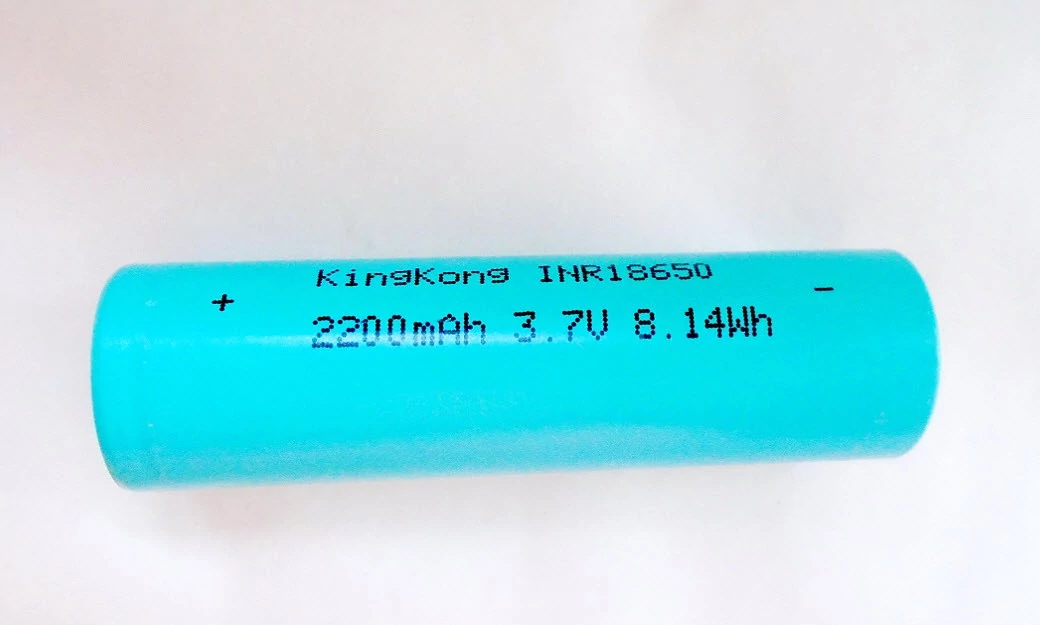 KingKong INR18650
+ -
2200mAh 3.7V 8.14Wh